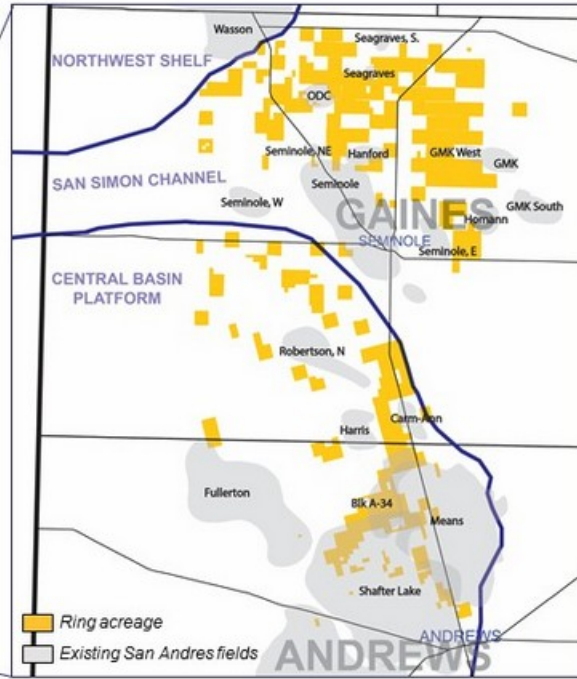 Wasson
Seagraves, S.
NORTHWEST SHELF
Seagraves
ODC
Seminole, NE
Hanford
GMK West
GMK
SAN SIMON CHANNEL
Seminole
Seminole, W
GMK South
GAINES
Homann
SEMINOLE
Seminole, E
CENTRAL BASIN
PLATFORM
Robertson, N
Carm-Ann
Harris
Fullerton
Blk A-34
Means
Shafter Lake
Ring acreage
ANDREWS
Existing San Andres fields
ANDREWS